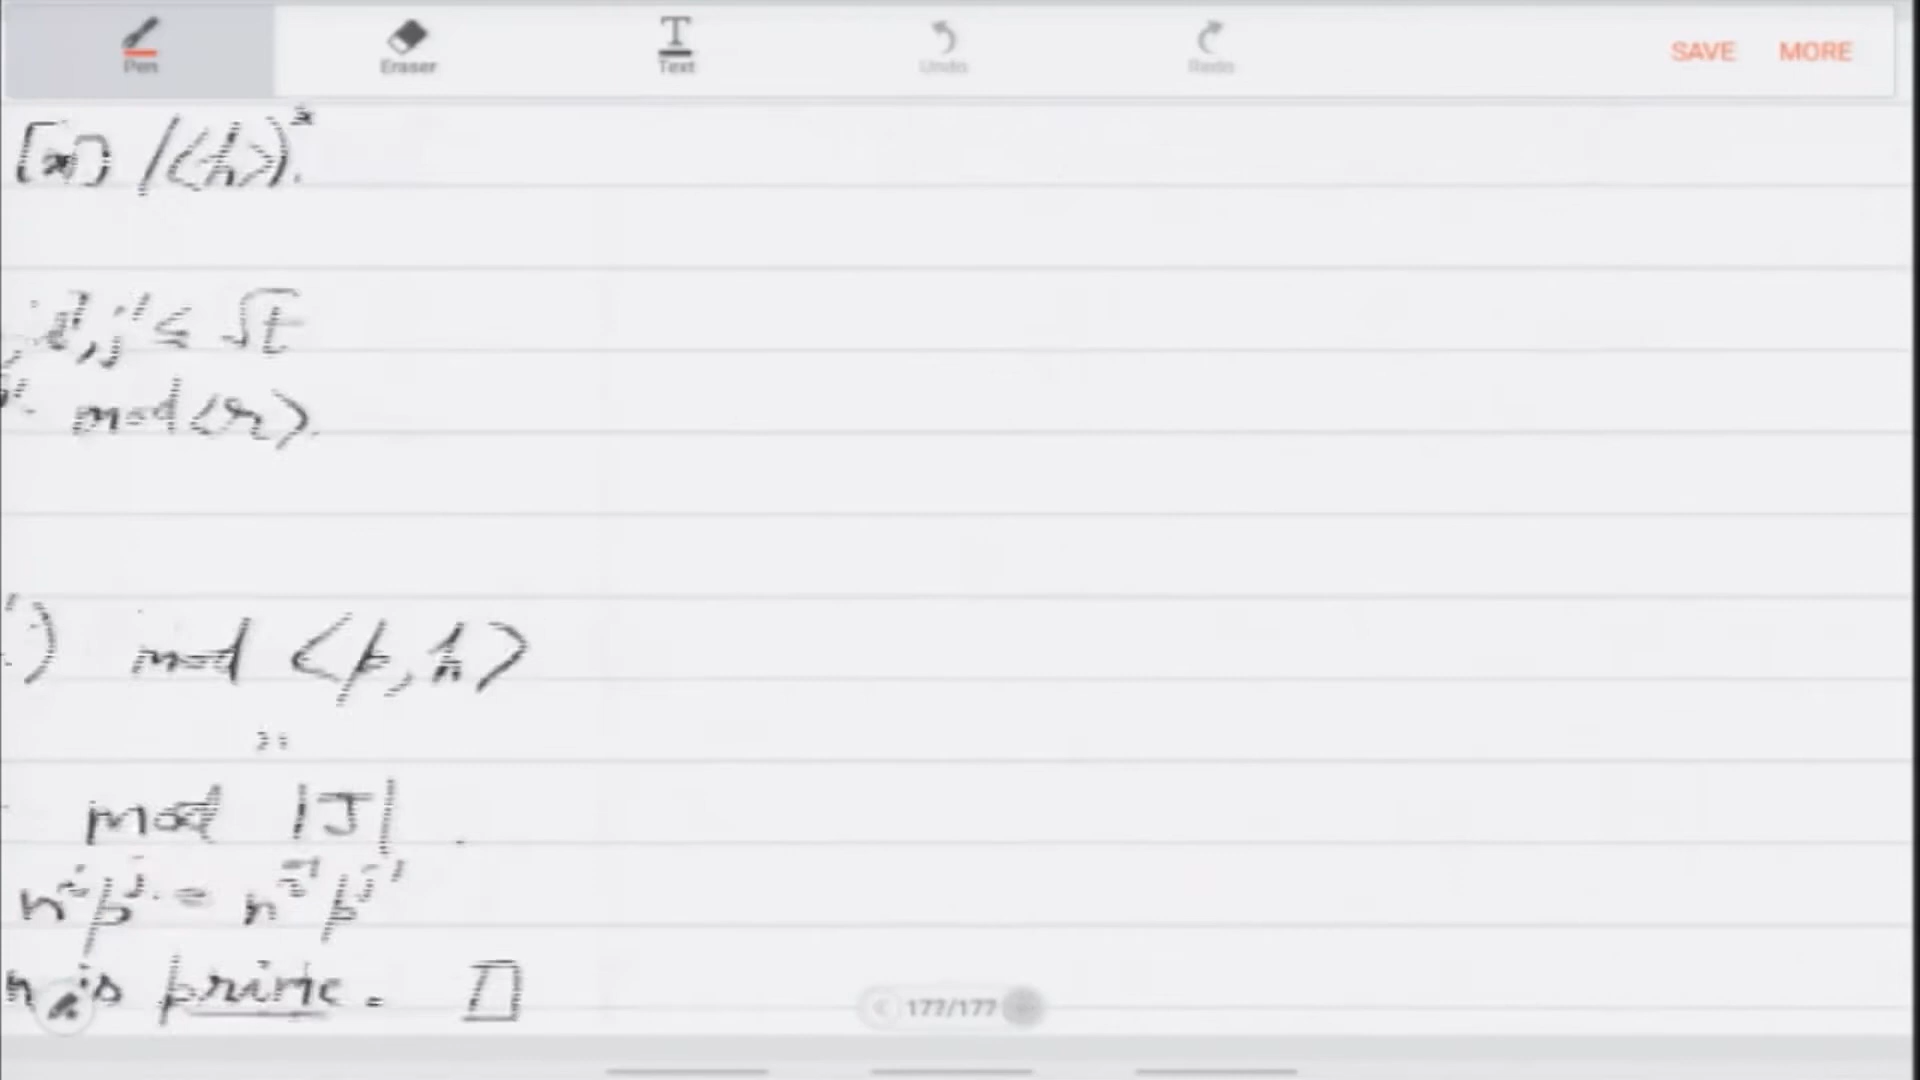 Pen Eraser Text Undo Redo SAVE MORE
[x] /⟨h⟩)*.
j' ≤ √t
mod ⟨r⟩.
) mod ⟨p, h⟩
mod |J| .
n^i p^j = n^i' p^j'
n is prime. □
177/177